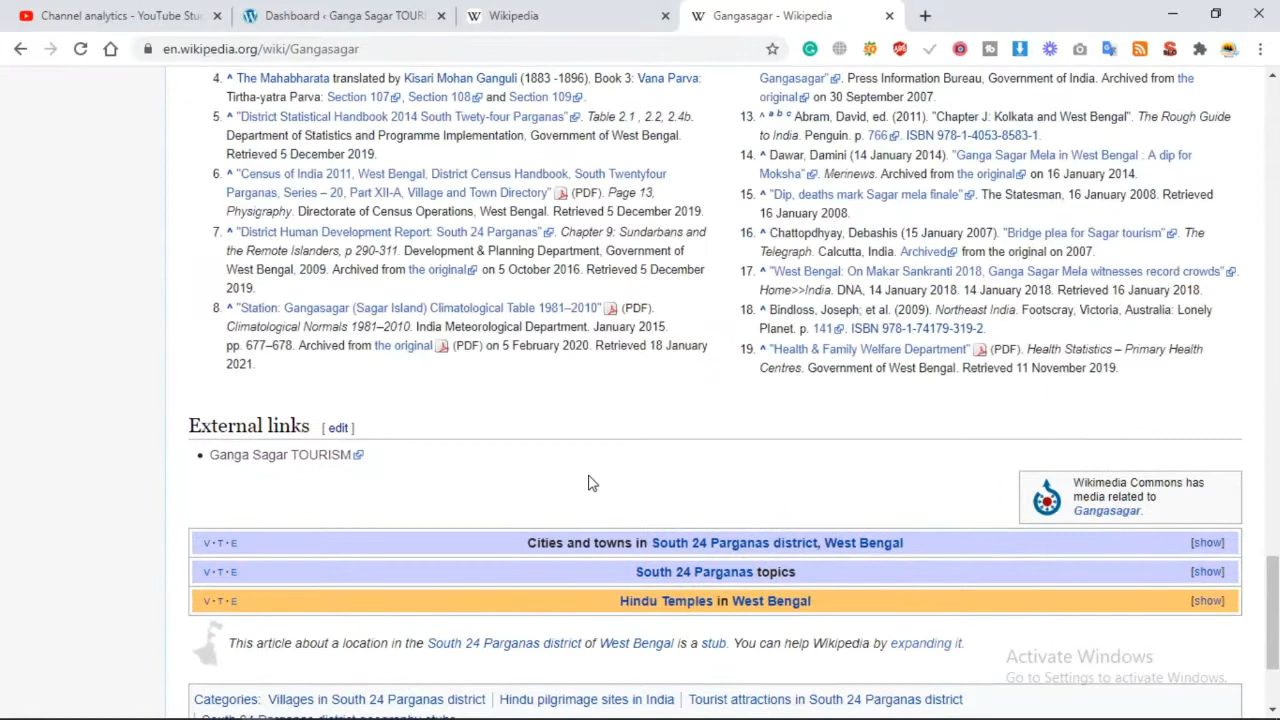 Channel analytics - YouTube Stu
Dashboard ‹ Ganga Sagar TOURI
Wikipedia
Gangasagar - Wikipedia
en.wikipedia.org/wiki/Gangasagar
4. ^ The Mahabharata translated by Kisari Mohan Ganguli (1883 -1896), Book 3: Vana Parva:
Tirtha-yatra Parva: Section 107, Section 108 and Section 109.
5. ^ "District Statistical Handbook 2014 South Twety-four Parganas". Table 2.1 , 2.2, 2.4b.
Department of Statistics and Programme Implementation, Government of West Bengal.
Retrieved 5 December 2019.
6. ^ "Census of India 2011, West Bengal, District Census Handbook, South Twentyfour
Parganas, Series – 20, Part XII-A, Village and Town Directory" (PDF). Page 13,
Physigraphy. Directorate of Census Operations, West Bengal. Retrieved 5 December 2019.
7. ^ "District Human Development Report: South 24 Parganas". Chapter 9: Sundarbans and
the Remote Islanders, p 290-311. Development & Planning Department, Government of
West Bengal, 2009. Archived from the original on 5 October 2016. Retrieved 5 December
2019.
8. ^ "Station: Gangasagar (Sagar Island) Climatological Table 1981–2010" (PDF).
Climatological Normals 1981–2010. India Meteorological Department. January 2015.
pp. 677–678. Archived from the original (PDF) on 5 February 2020. Retrieved 18 January
2021.
Gangasagar". Press Information Bureau, Government of India. Archived from the
original on 30 September 2007.
13. ^ a b c Abram, David, ed. (2011). "Chapter J: Kolkata and West Bengal". The Rough Guide
to India. Penguin. p. 766. ISBN 978-1-4053-8583-1.
14. ^ Dawar, Damini (14 January 2014). "Ganga Sagar Mela in West Bengal : A dip for
Moksha". Merinews. Archived from the original on 16 January 2014.
15. ^ "Dip, deaths mark Sagar mela finale". The Statesman, 16 January 2008. Retrieved
16 January 2008.
16. ^ Chattopdhyay, Debashis (15 January 2007). "Bridge plea for Sagar tourism". The
Telegraph. Calcutta, India. Archived from the original on 2007.
17. ^ "West Bengal: On Makar Sankranti 2018, Ganga Sagar Mela witnesses record crowds".
Home>>India. DNA, 14 January 2018. 14 January 2018. Retrieved 16 January 2018.
18. ^ Bindloss, Joseph; et al. (2009). Northeast India. Footscray, Victoria, Australia: Lonely
Planet. p. 141. ISBN 978-1-74179-319-2.
19. ^ "Health & Family Welfare Department" (PDF). Health Statistics – Primary Health
Centres. Government of West Bengal. Retrieved 11 November 2019.
External links [ edit ]
• Ganga Sagar TOURISM
Wikimedia Commons has
media related to
Gangasagar.
V·T·E Cities and towns in South 24 Parganas district, West Bengal [show]
V·T·E South 24 Parganas topics [show]
V·T·E Hindu Temples in West Bengal [show]
This article about a location in the South 24 Parganas district of West Bengal is a stub. You can help Wikipedia by expanding it.
Activate Windows
Go to Settings to activate Windows.
Categories: Villages in South 24 Parganas district | Hindu pilgrimage sites in India | Tourist attractions in South 24 Parganas district
South 24 Parganas district geography stubs